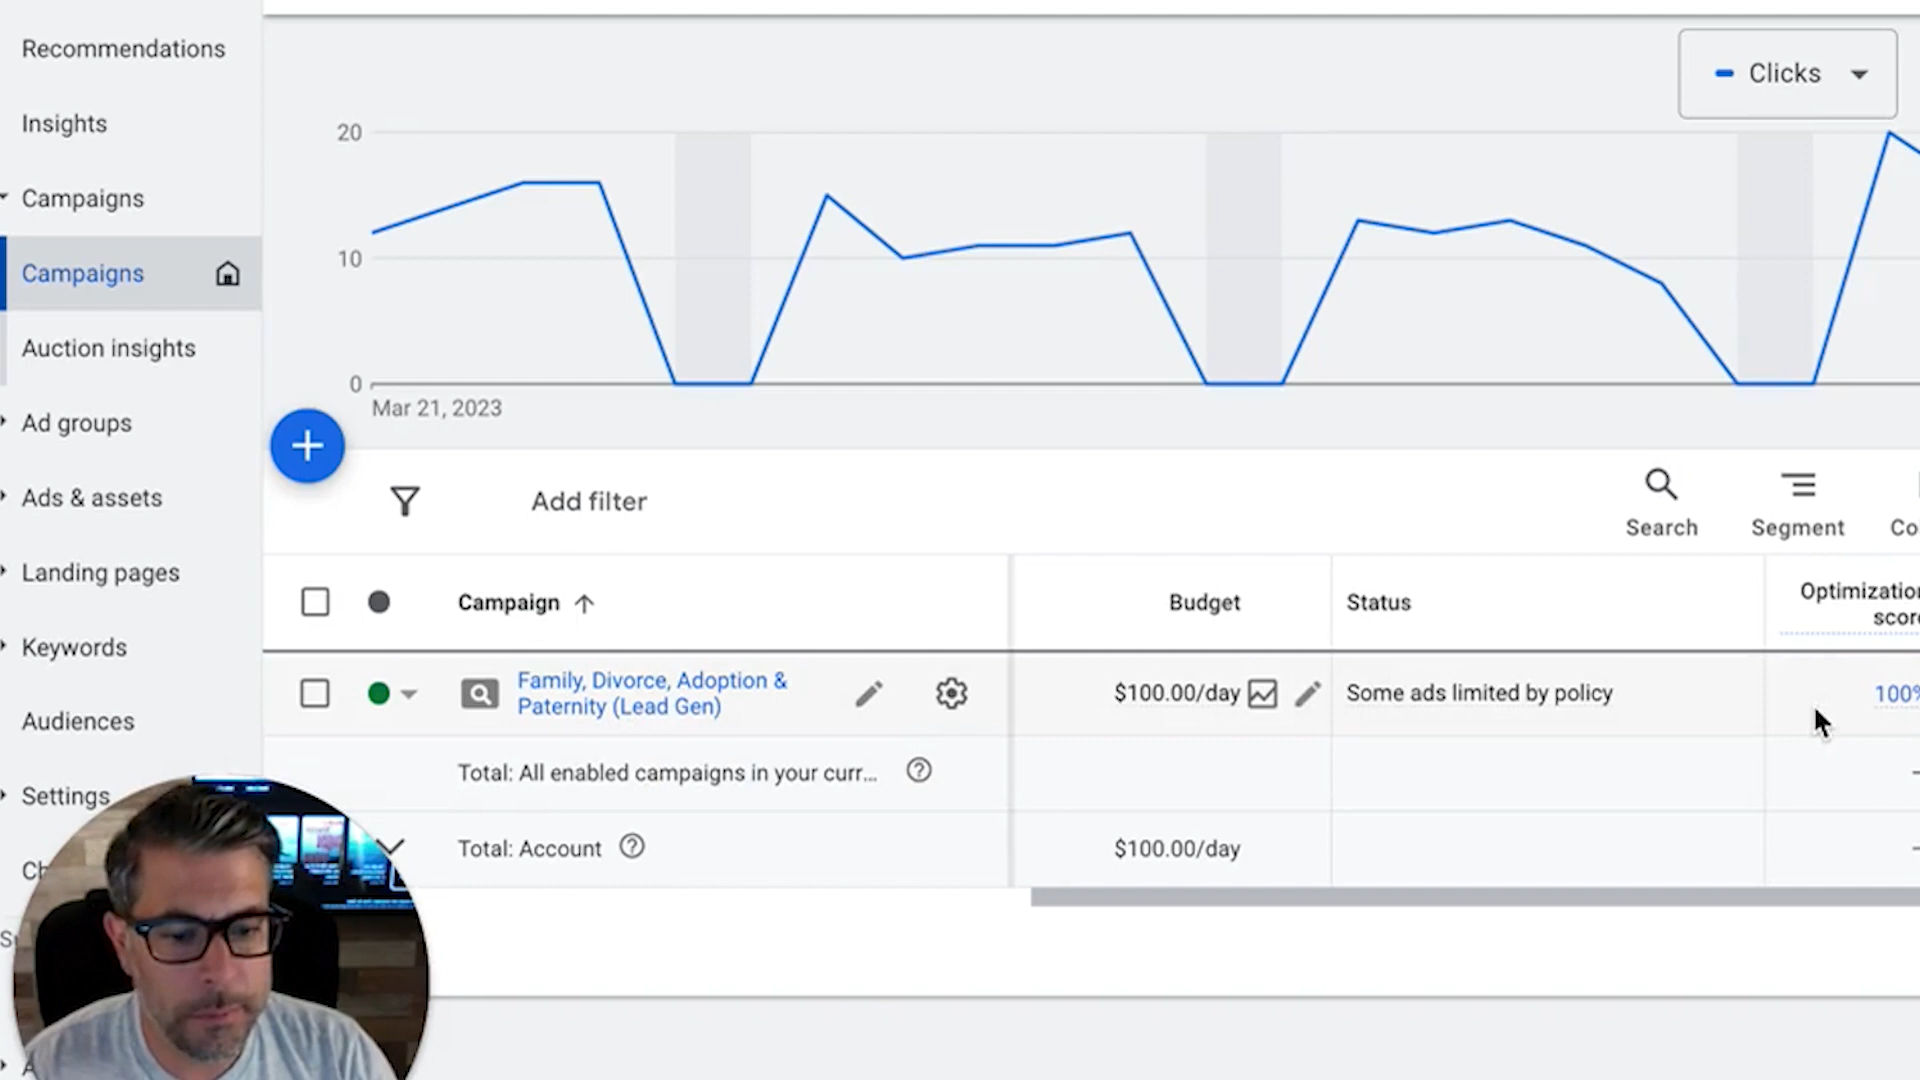 Recommendations
Insights
Campaigns
Campaigns
Auction insights
Ad groups
Ads & assets
Landing pages
Keywords
Audiences
Settings
Clicks
20
10
0
Mar 21, 2023
Add filter
Search
Segment
Campaign
Budget
Status
Family, Divorce, Adoption &
Paternity (Lead Gen)
$100.00/day
Some ads limited by policy
100%
Total: All enabled campaigns in your curr...
Total: Account
$100.00/day